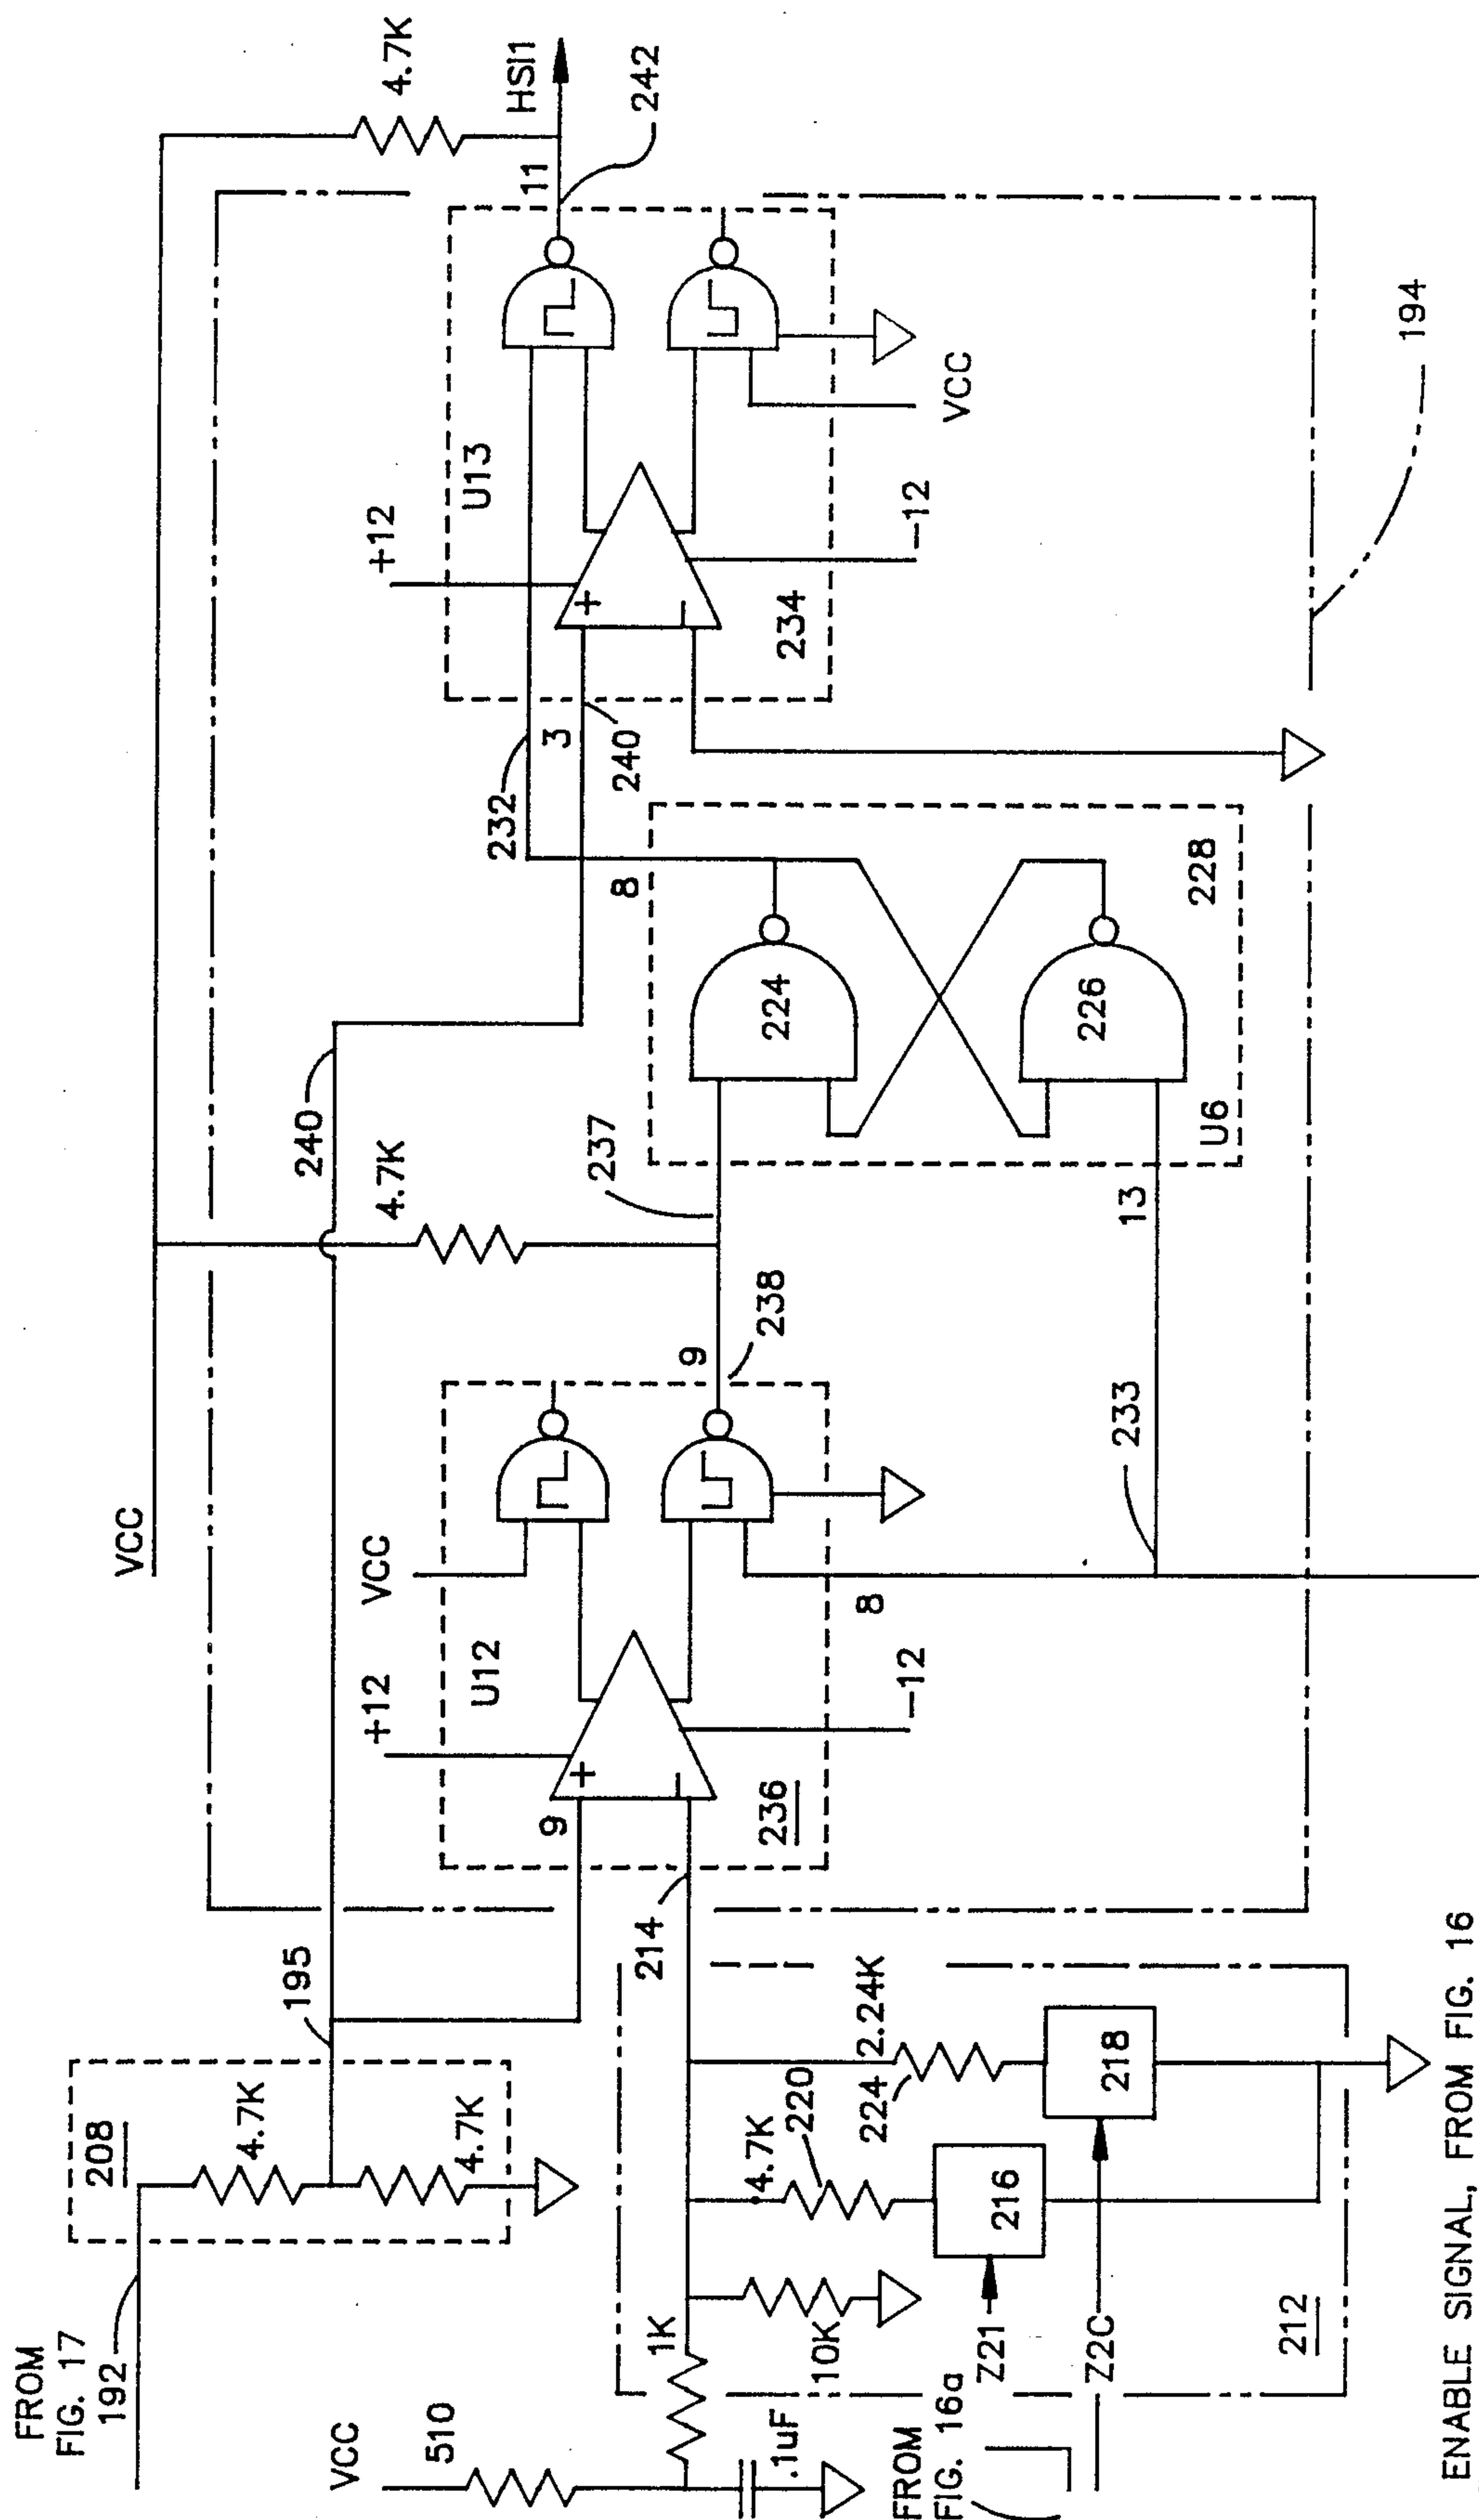 FROM
FIG. 17
192
208
4.7K
4.7K
195
VCC
VCC
510
1K
.1uF
10K
FROM
FIG. 16a
Z21
Z2C
4.7K
220
216
224
2.24K
218
212
214
9
236
+12
U12
VCC
-12
8
9
238
4.7K
240
237
233
13
U6
224
226
228
8
232
3
240
234
+12
U13
-12
VCC
11
HSI1
4.7K
242
194
ENABLE SIGNAL, FROM FIG. 16